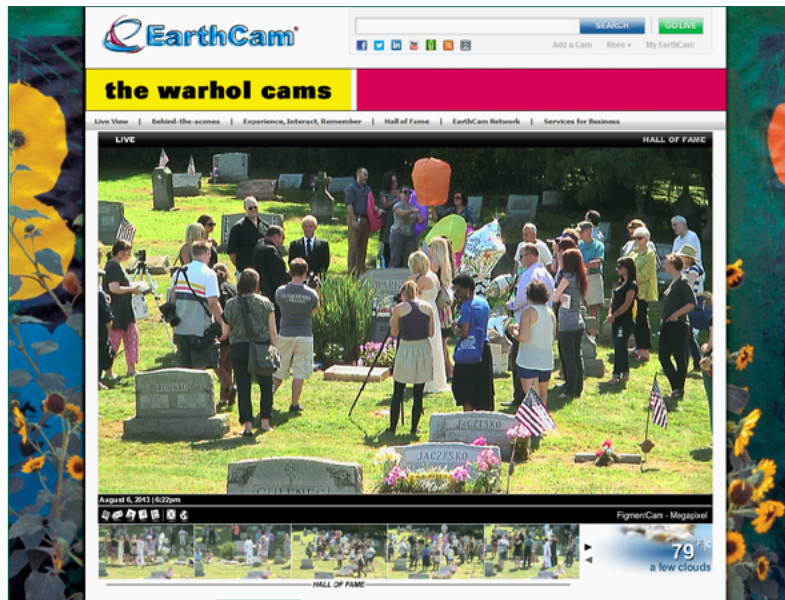 EarthCam
SEARCH
GO LIVE
Add a Cam
More
My EarthCam
the warhol cams
Live View | Behind-the-scenes | Experience, Interact, Remember | Hall of Fame | EarthCam Network | Services for Business
LIVE
HALL OF FAME
JACZESKO
JACZESKO
August 6, 2013 | 6:22pm
FigmentCam - Megapixel
79 F C
a few clouds
HALL OF FAME